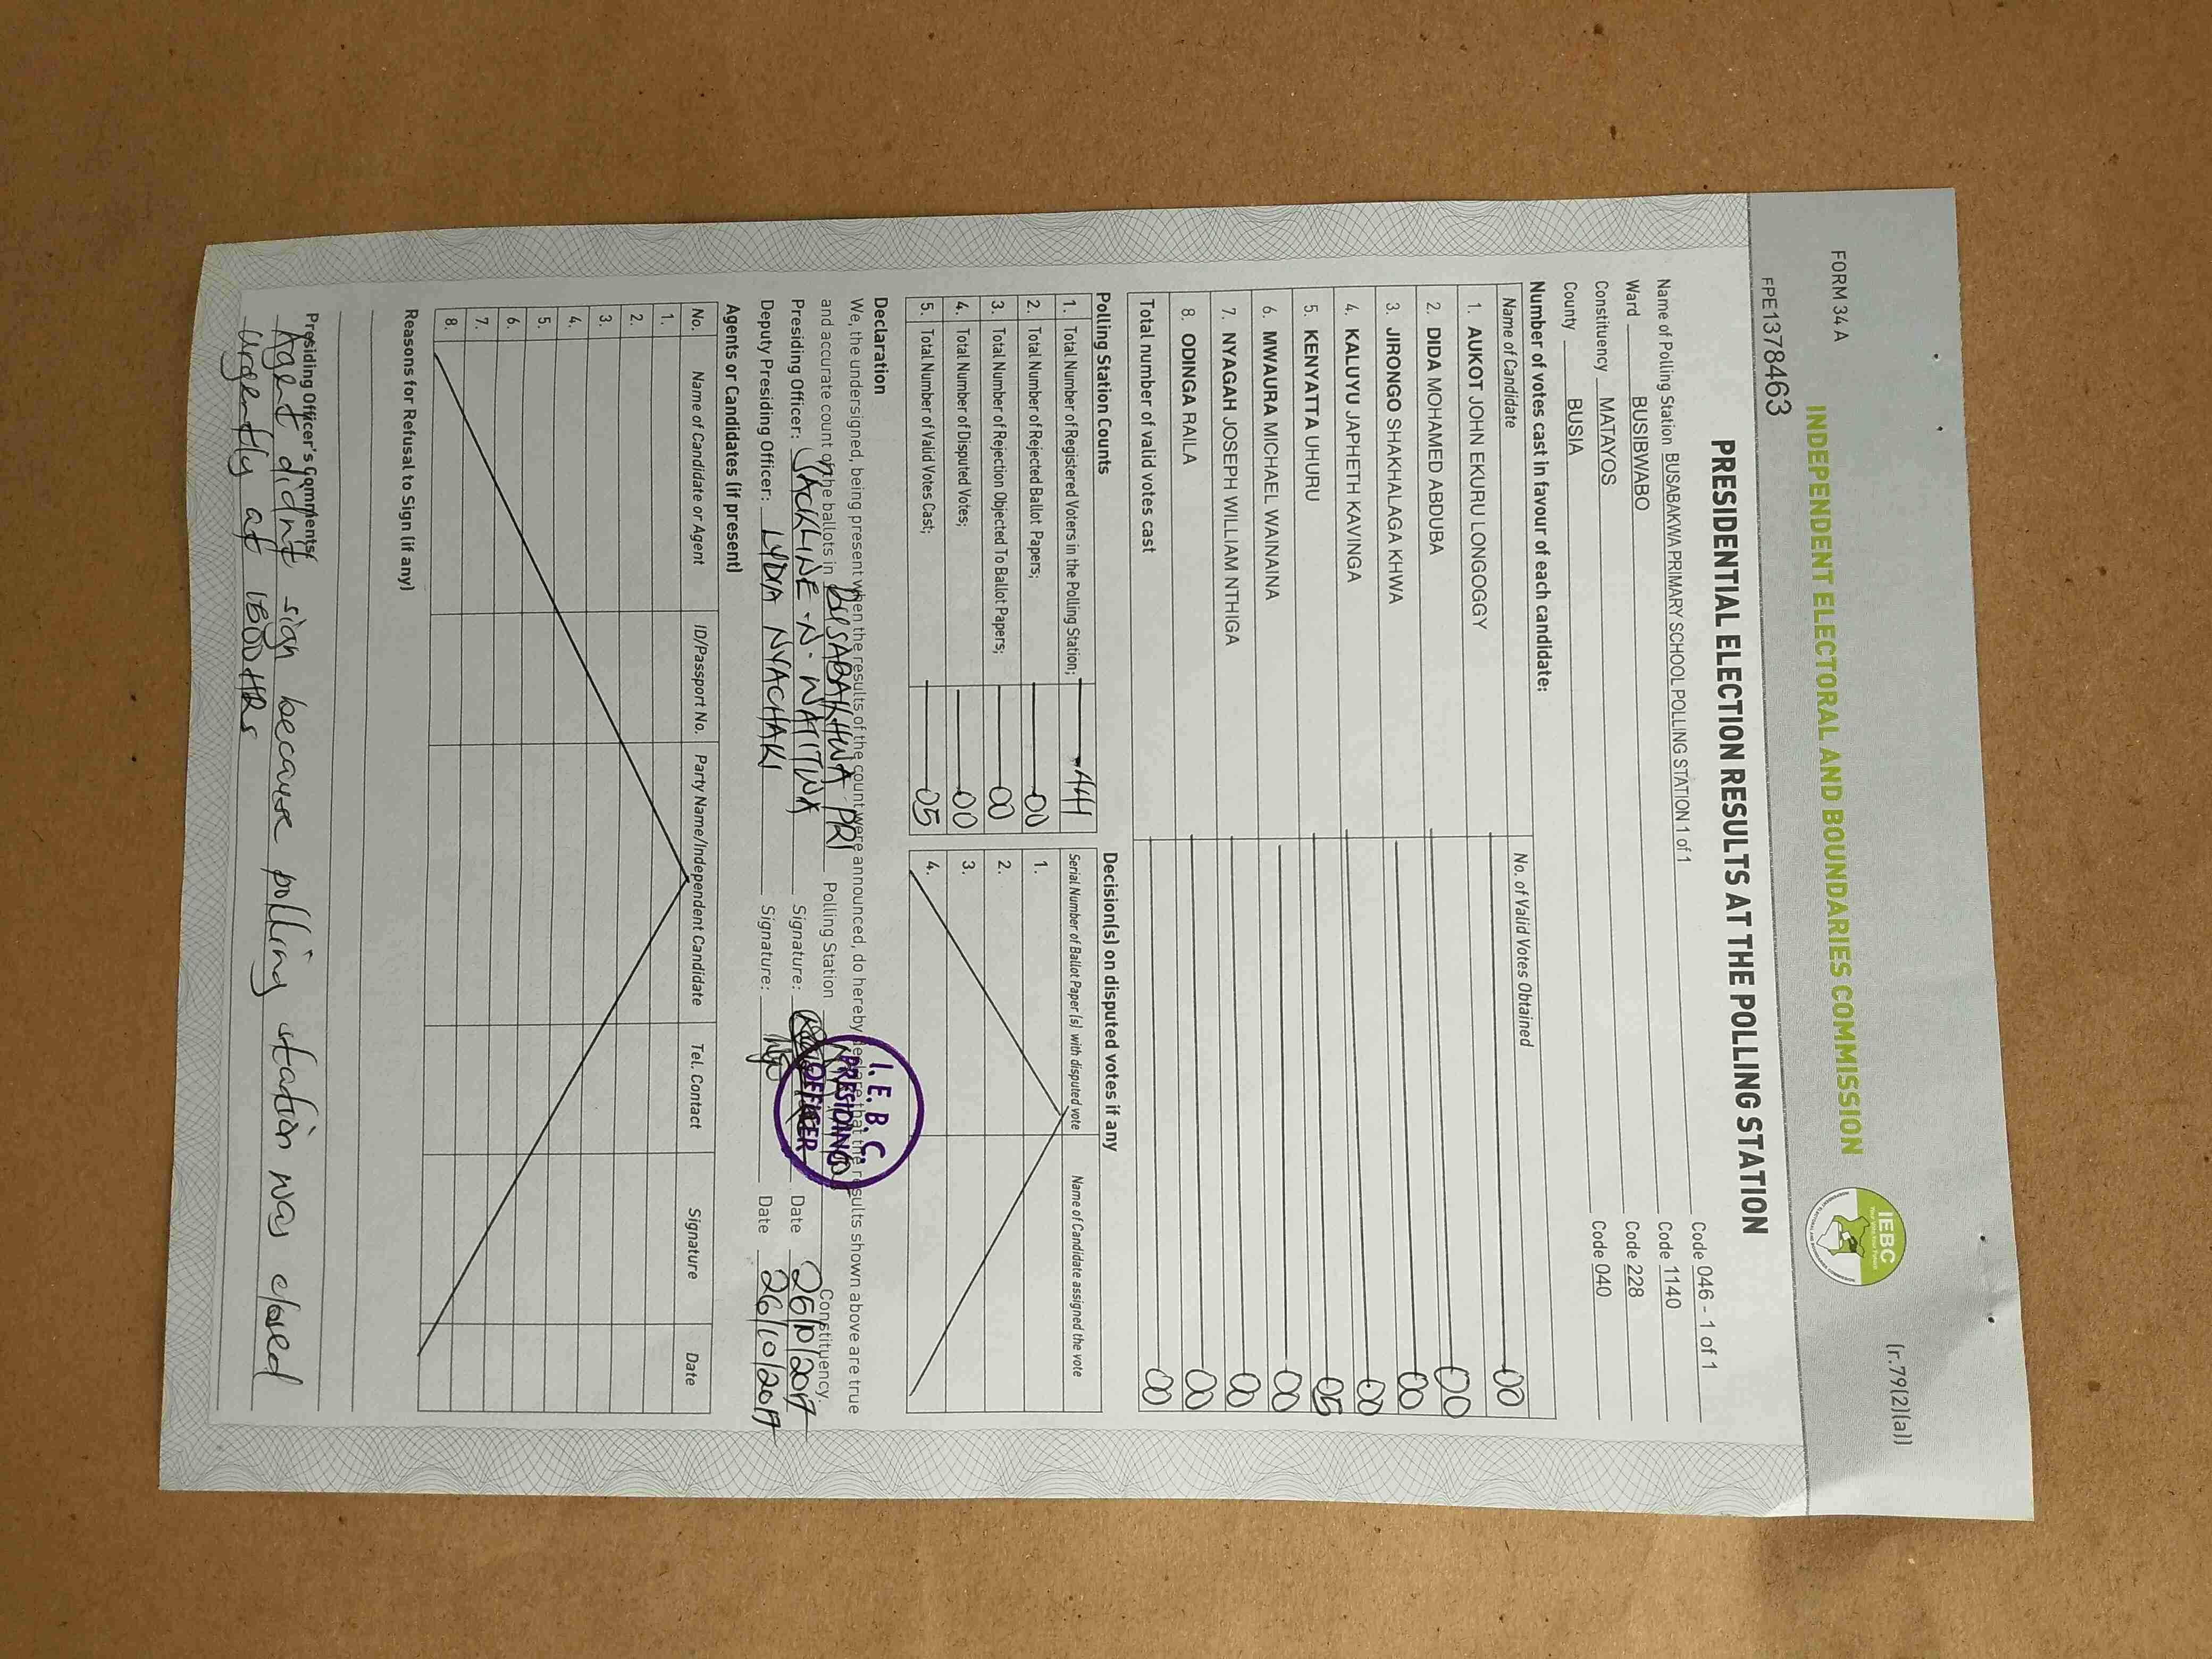 FORM 34 A
(r.79(2)(a))
INDEPENDENT ELECTORAL AND BOUNDARIES COMMISSION
IEBC
FPE1378463
PRESIDENTIAL ELECTION RESULTS AT THE POLLING STATION
Name of Polling Station BUSABAKWA PRIMARY SCHOOL POLLING STATION 1 of 1 Code 046 - 1 of 1
Ward BUSIBWABO Code 1140
Constituency MATAYOS Code 228
County BUSIA Code 040
Number of votes cast in favour of each candidate:
Name of Candidate No. of Valid Votes Obtained
1. AUKOT JOHN EKURU LONGOGGY 00
2. DIDA MOHAMED ABDUBA 00
3. JIRONGO SHAKHALAGA KHWA 00
4. KALUYU JAPHETH KAVINGA 00
5. KENYATTA UHURU 05
6. MWAURA MICHAEL WAINAINA 00
7. NYAGAH JOSEPH WILLIAM NTHIGA 00
8. ODINGA RAILA 00
Total number of valid votes cast 00
Polling Station Counts
1. Total Number of Registered Voters in the Polling Station; 441
2. Total Number of Rejected Ballot Papers; 00
3. Total Number of Rejection Objected To Ballot Papers; 00
4. Total Number of Disputed Votes; 00
5. Total Number of Valid Votes Cast; 05
Decision(s) on disputed votes if any
Serial Number of Ballot Paper (s) with disputed vote Name of Candidate assigned the vote
1.
2.
3.
4.
Declaration
We, the undersigned, being present when the results of the count were announced, do hereby declare that the results shown above are true
and accurate count of the ballots in BUSABAKHWA PRI Polling Station Constituency.
Presiding Officer: JACKLINE .N. WATITWA Signature: Date 26/10/2017
Deputy Presiding Officer: LYDIA NYACHAKI Signature: Date 26/10/2017
I. E. B. C.
PRESIDING
OFFICER
Agents or Candidates (if present)
No. Name of Candidate or Agent ID/Passport No. Party Name/Independent Candidate Tel. Contact Signature Date
1.
2.
3.
4.
5.
6.
7.
8.
Reasons for Refusal to Sign (if any)
Presiding Officer's Comments
Agent didnt sign because polling station was closed
urgently at 1800HRs